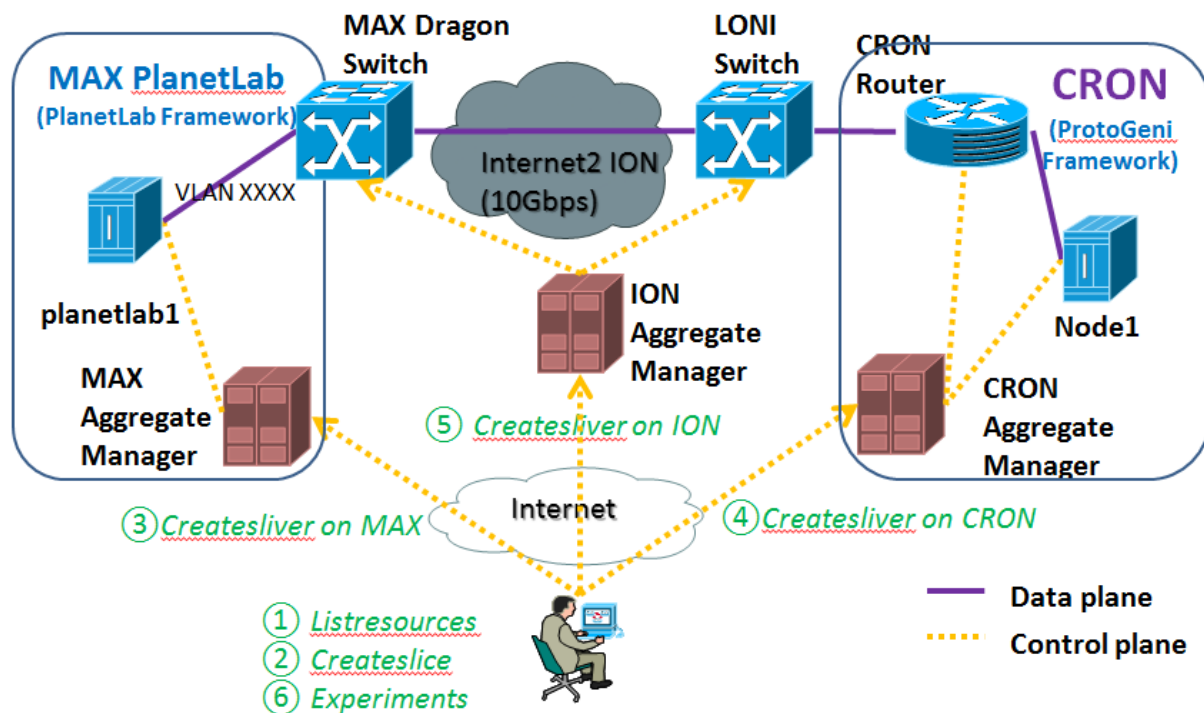 MAX Dragon
Switch
LONI
Switch
CRON
Router
MAX PlanetLab
(PlanetLab Framework)
CRON
(ProtoGeni
Framework)
Internet2 ION
(10Gbps)
VLAN XXXX
planetlab1
ION
Aggregate
Manager
Node1
MAX
Aggregate
Manager
CRON
Aggregate
Manager
⑤ Createsliver on ION
Internet
③ Createsliver on MAX
④ Createsliver on CRON
① Listresources
② Createslice
⑥ Experiments
Data plane
Control plane